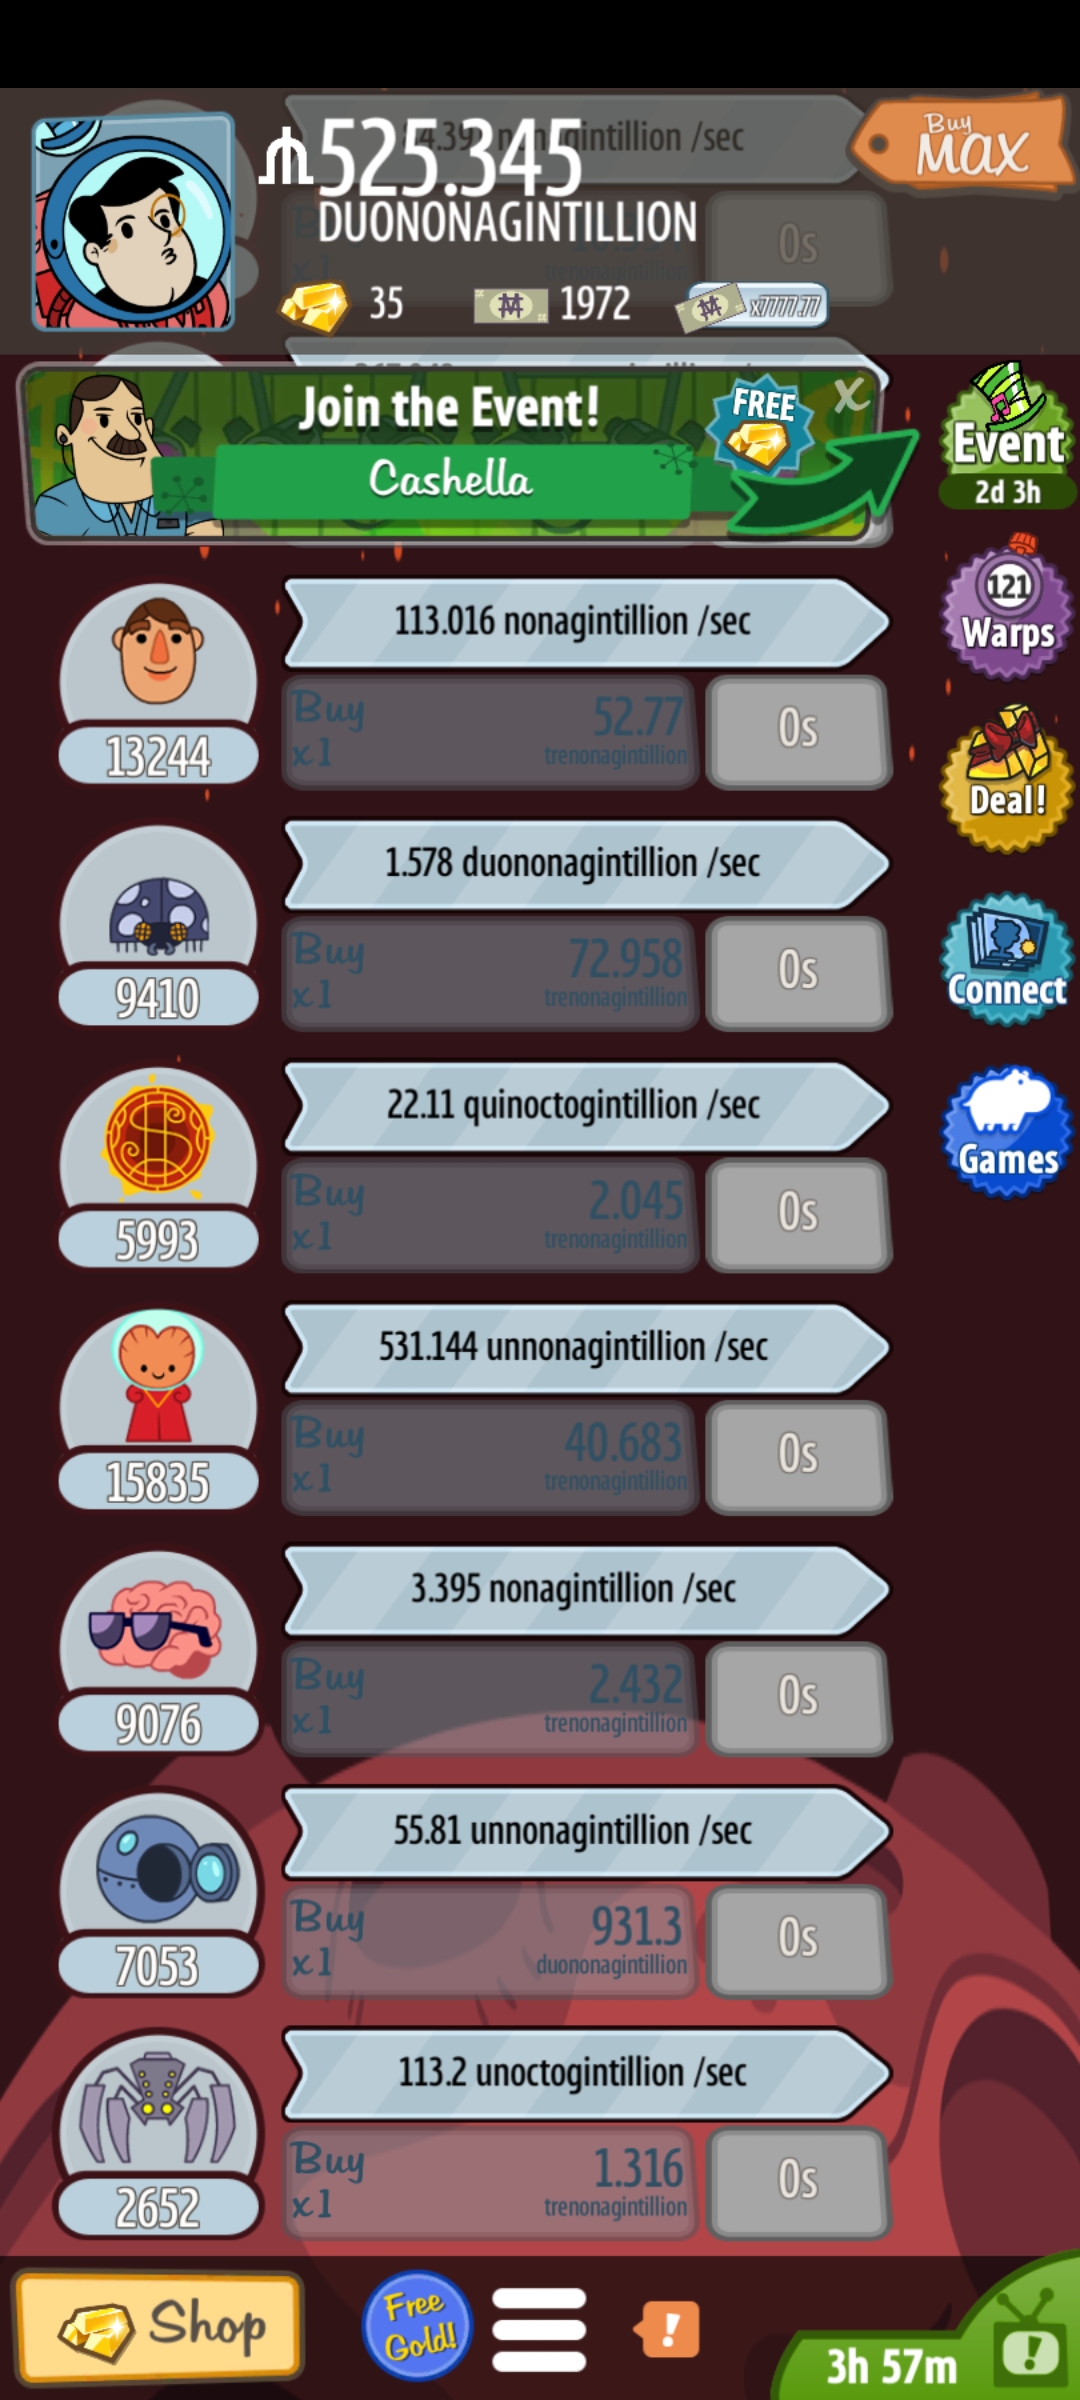 525.345
DUONONAGINTILLION
Buy
MAX
0s
35
1972
x7777.77
Join the Event!
FREE
x
Cashella
Event
2d 3h
121
Warps
Deal!
Connect
Games
113.016 nonagintillion /sec
Buy
x1
52.77
trenonagintillion
0s
13244
1.578 duononagintillion /sec
Buy
x1
72.958
trenonagintillion
0s
9410
22.11 quinoctogintillion /sec
Buy
x1
2.045
trenonagintillion
0s
5993
531.144 unnonagintillion /sec
Buy
x1
40.683
trenonagintillion
0s
15835
3.395 nonagintillion /sec
Buy
x1
2.432
trenonagintillion
0s
9076
55.81 unnonagintillion /sec
Buy
x1
931.3
duononagintillion
0s
7053
113.2 unoctogintillion /sec
Buy
x1
1.316
trenonagintillion
0s
2652
Shop
Free
Gold!
!
3h 57m
!